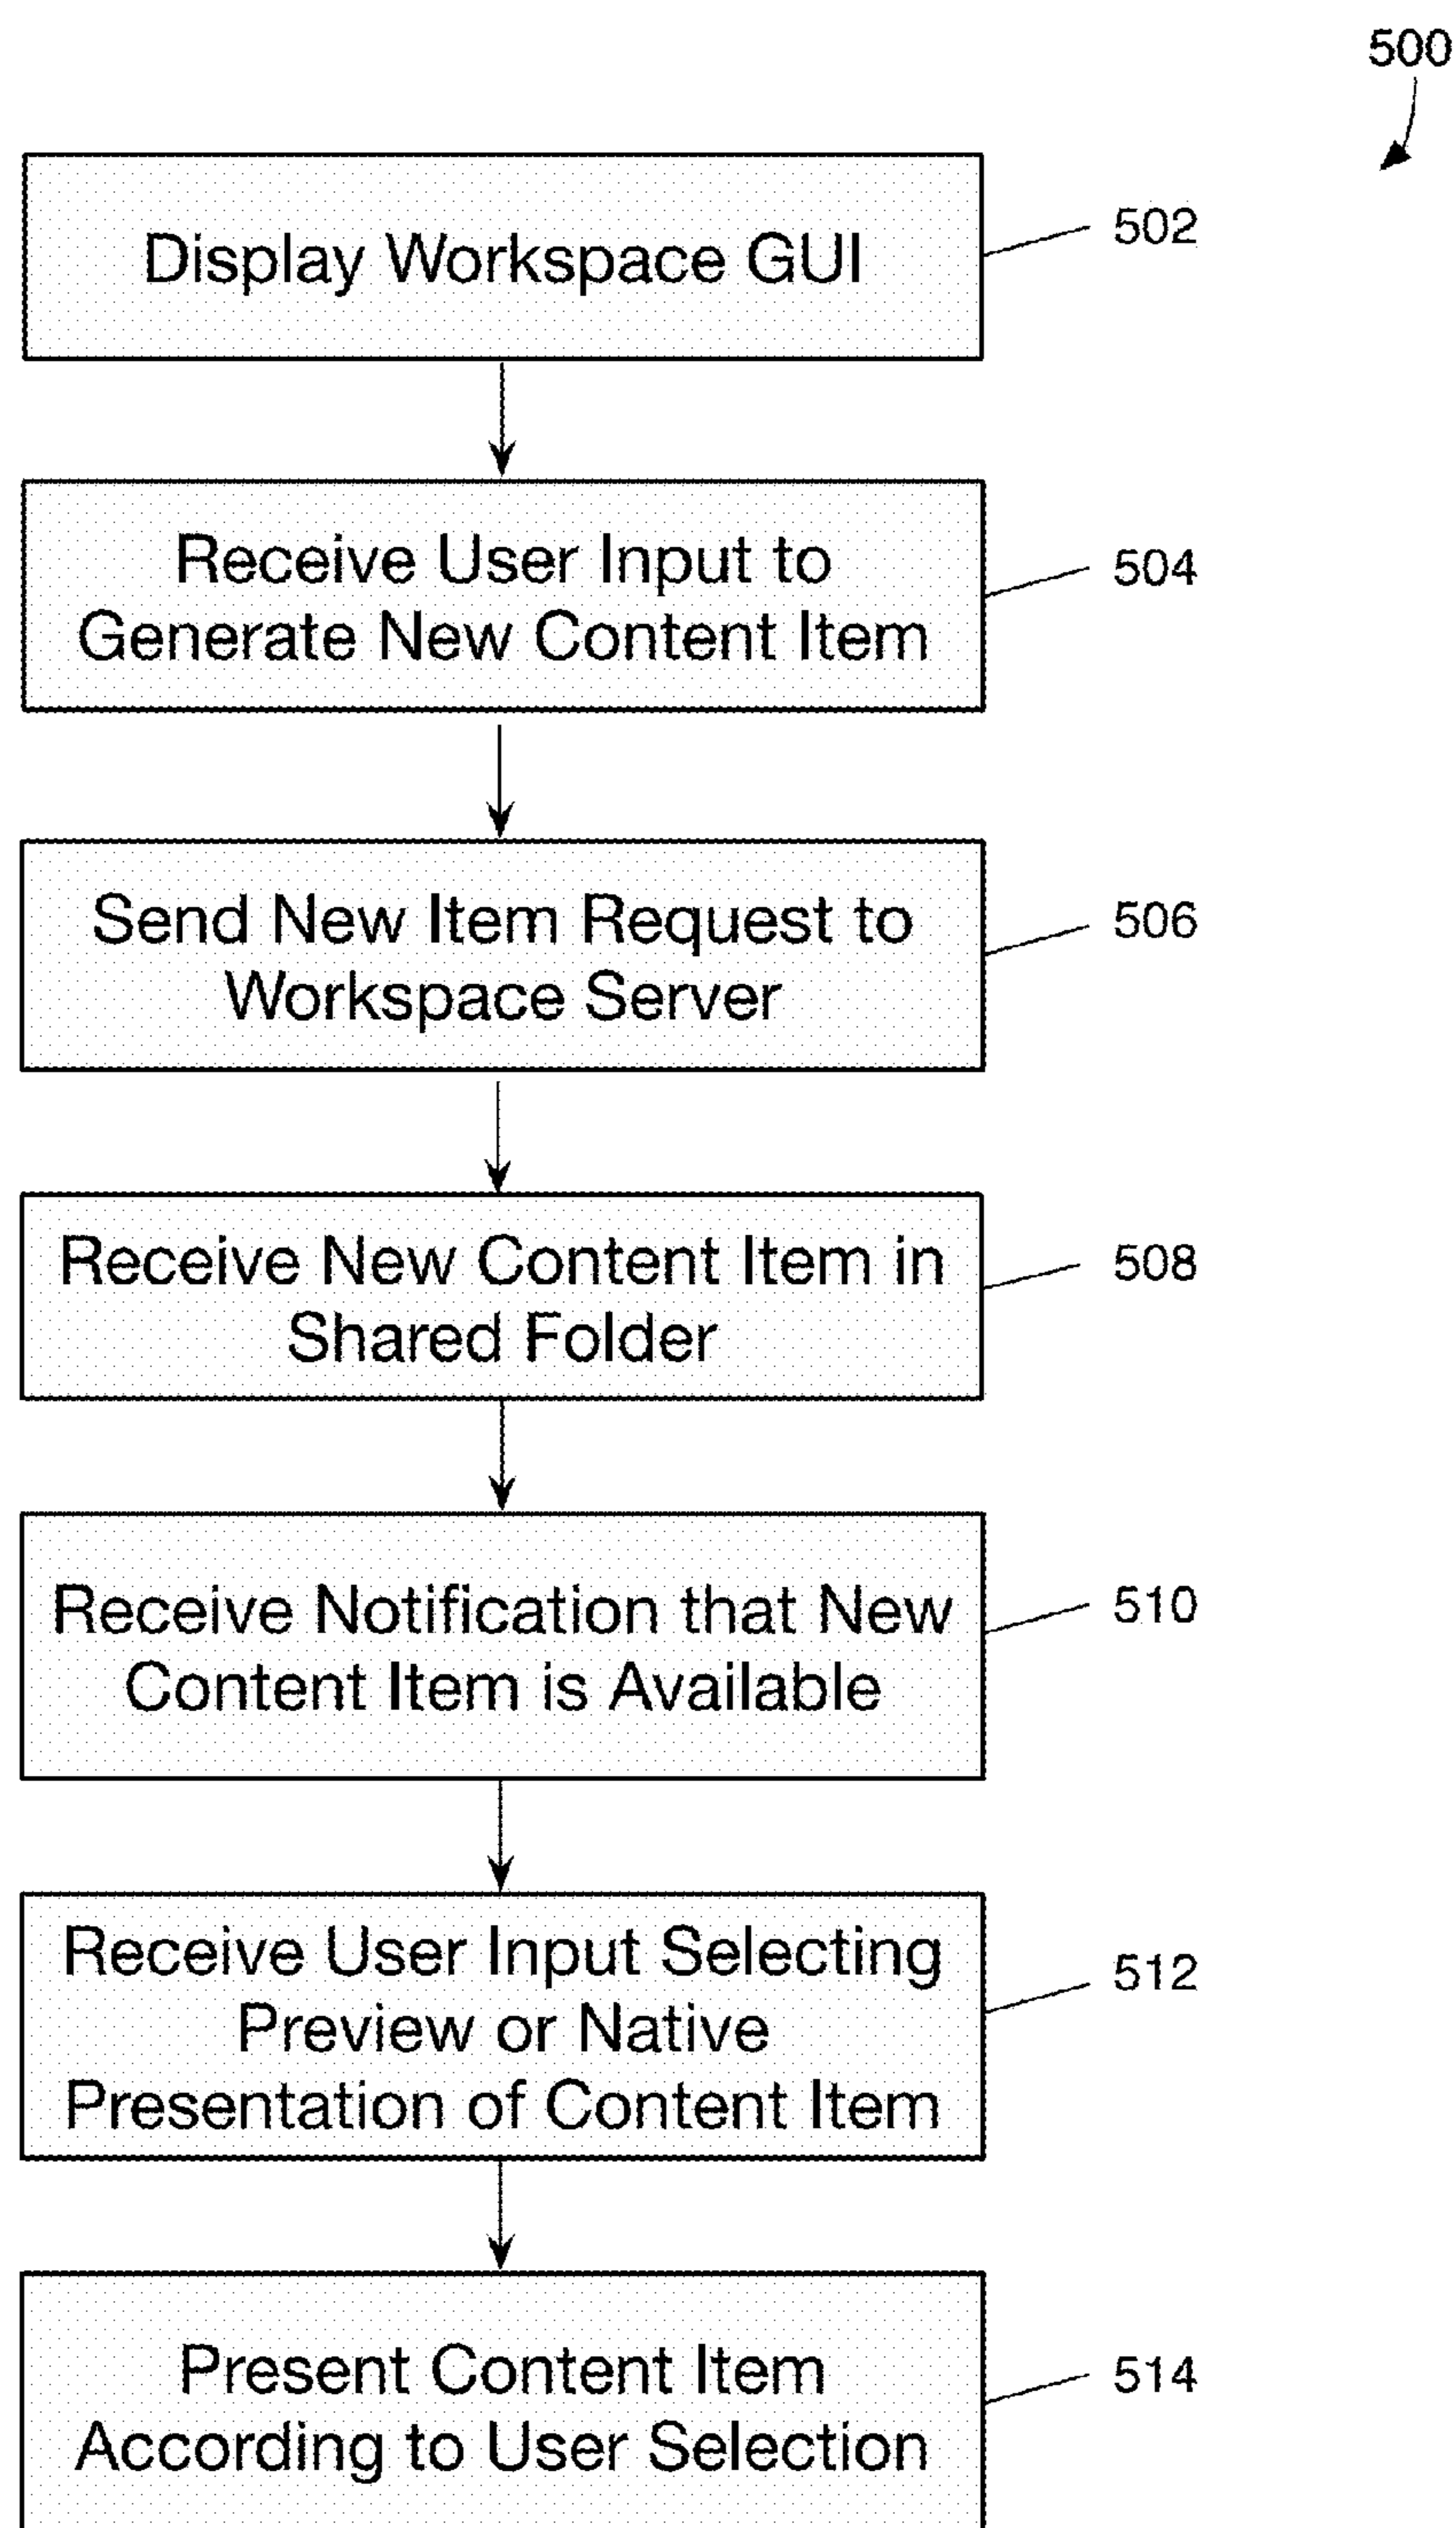 500
Display Workspace GUI
502
Receive User Input to
Generate New Content Item
504
Send New Item Request to
Workspace Server
506
Receive New Content Item in
Shared Folder
508
Receive Notification that New
Content Item is Available
510
Receive User Input Selecting
Preview or Native
Presentation of Content Item
512
Present Content Item
According to User Selection
514